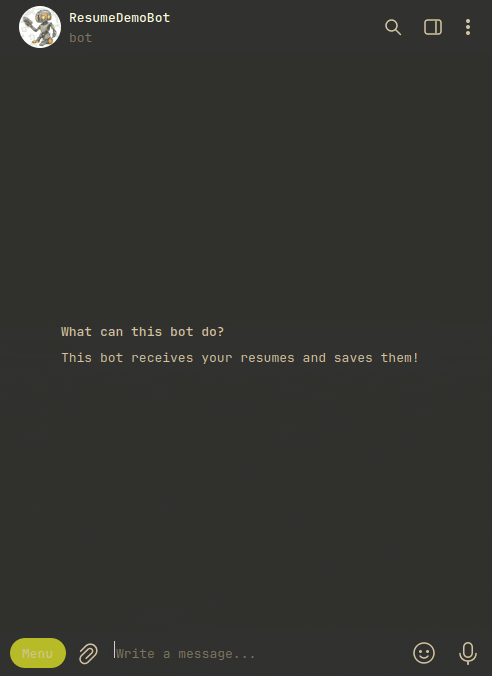 ResumeDemoBot
bot
What can this bot do?
This bot receives your resumes and saves them!
Menu
Write a message...